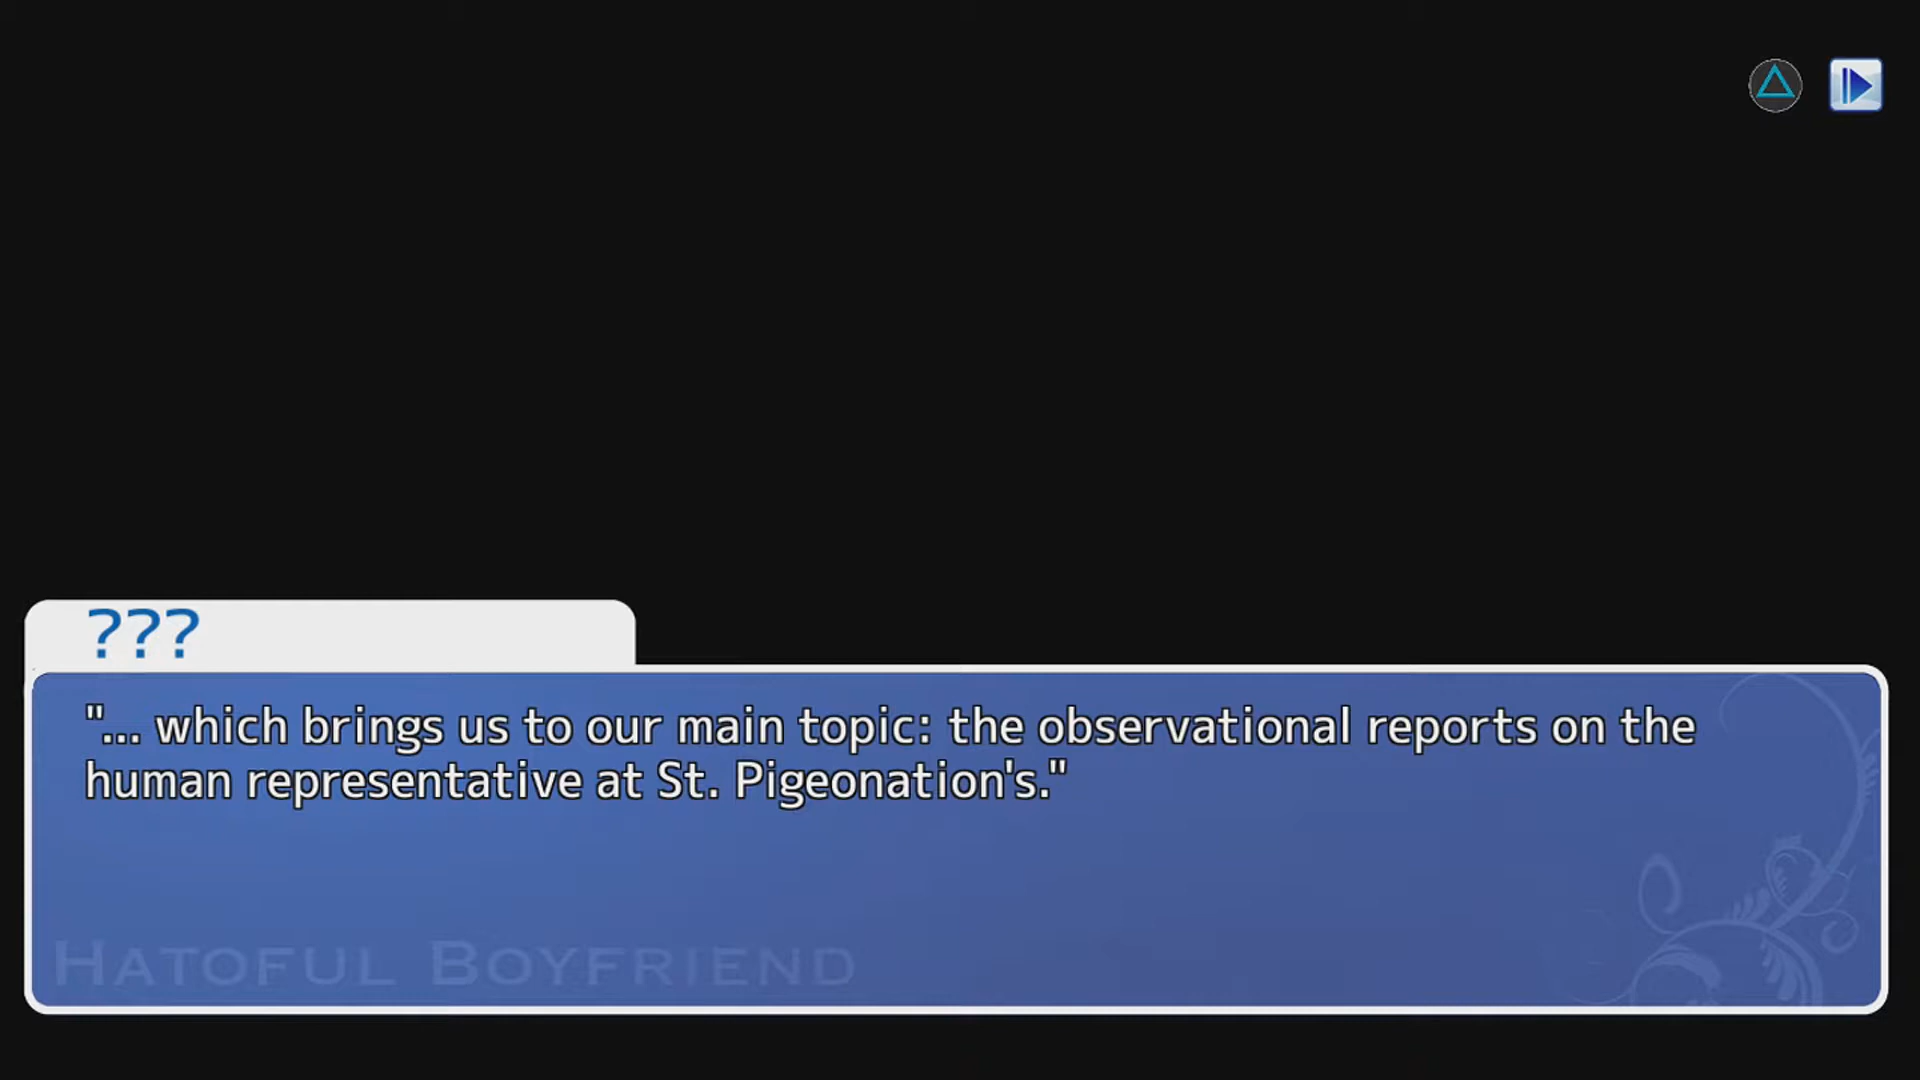 ???
"... which brings us to our main topic: the observational reports on the
human representative at St. Pigeonation's."
HATOFUL BOYFRIEND